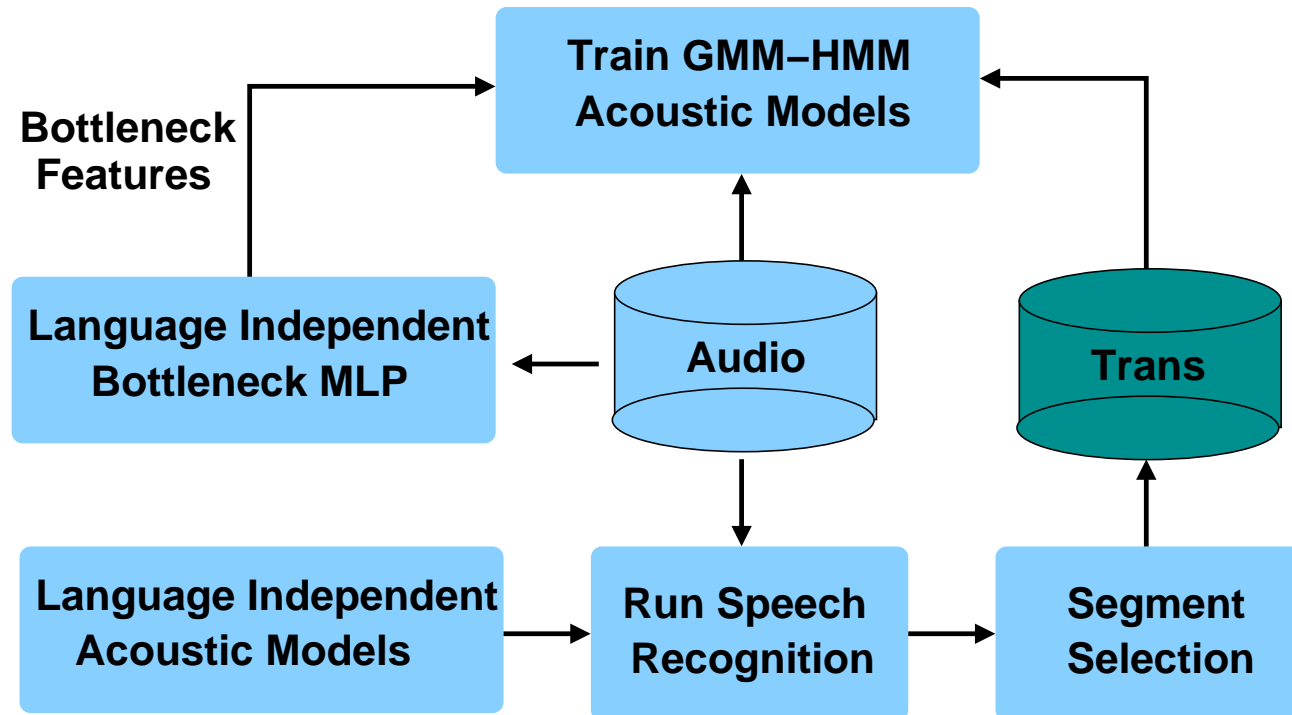 Train GMM–HMM
Acoustic Models
Bottleneck
Features
Language Independent
Bottleneck MLP
Audio
Trans
Language Independent
Acoustic Models
Run Speech
Recognition
Segment
Selection